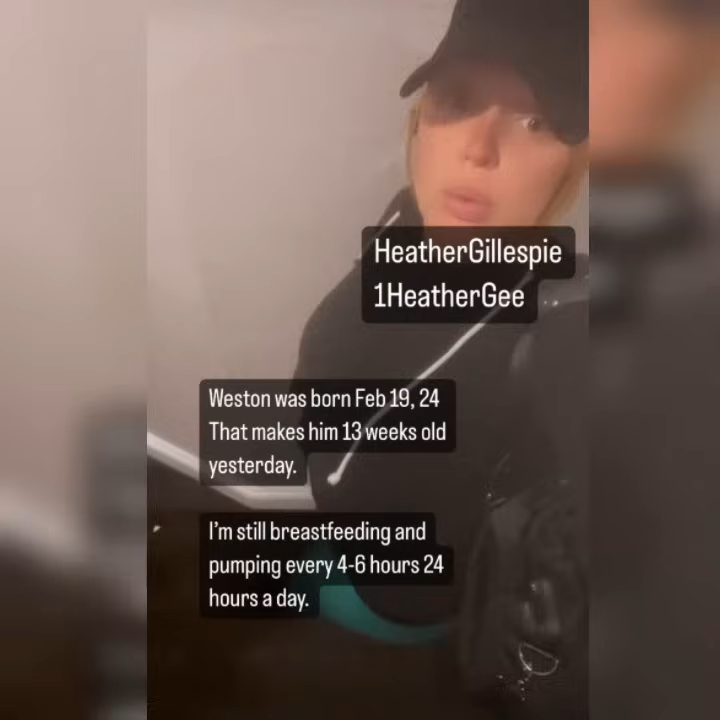 HeatherGillespie
1HeatherGee
Weston was born Feb 19, 24
That makes him 13 weeks old
yesterday.
I'm still breastfeeding and
pumping every 4-6 hours 24
hours a day.